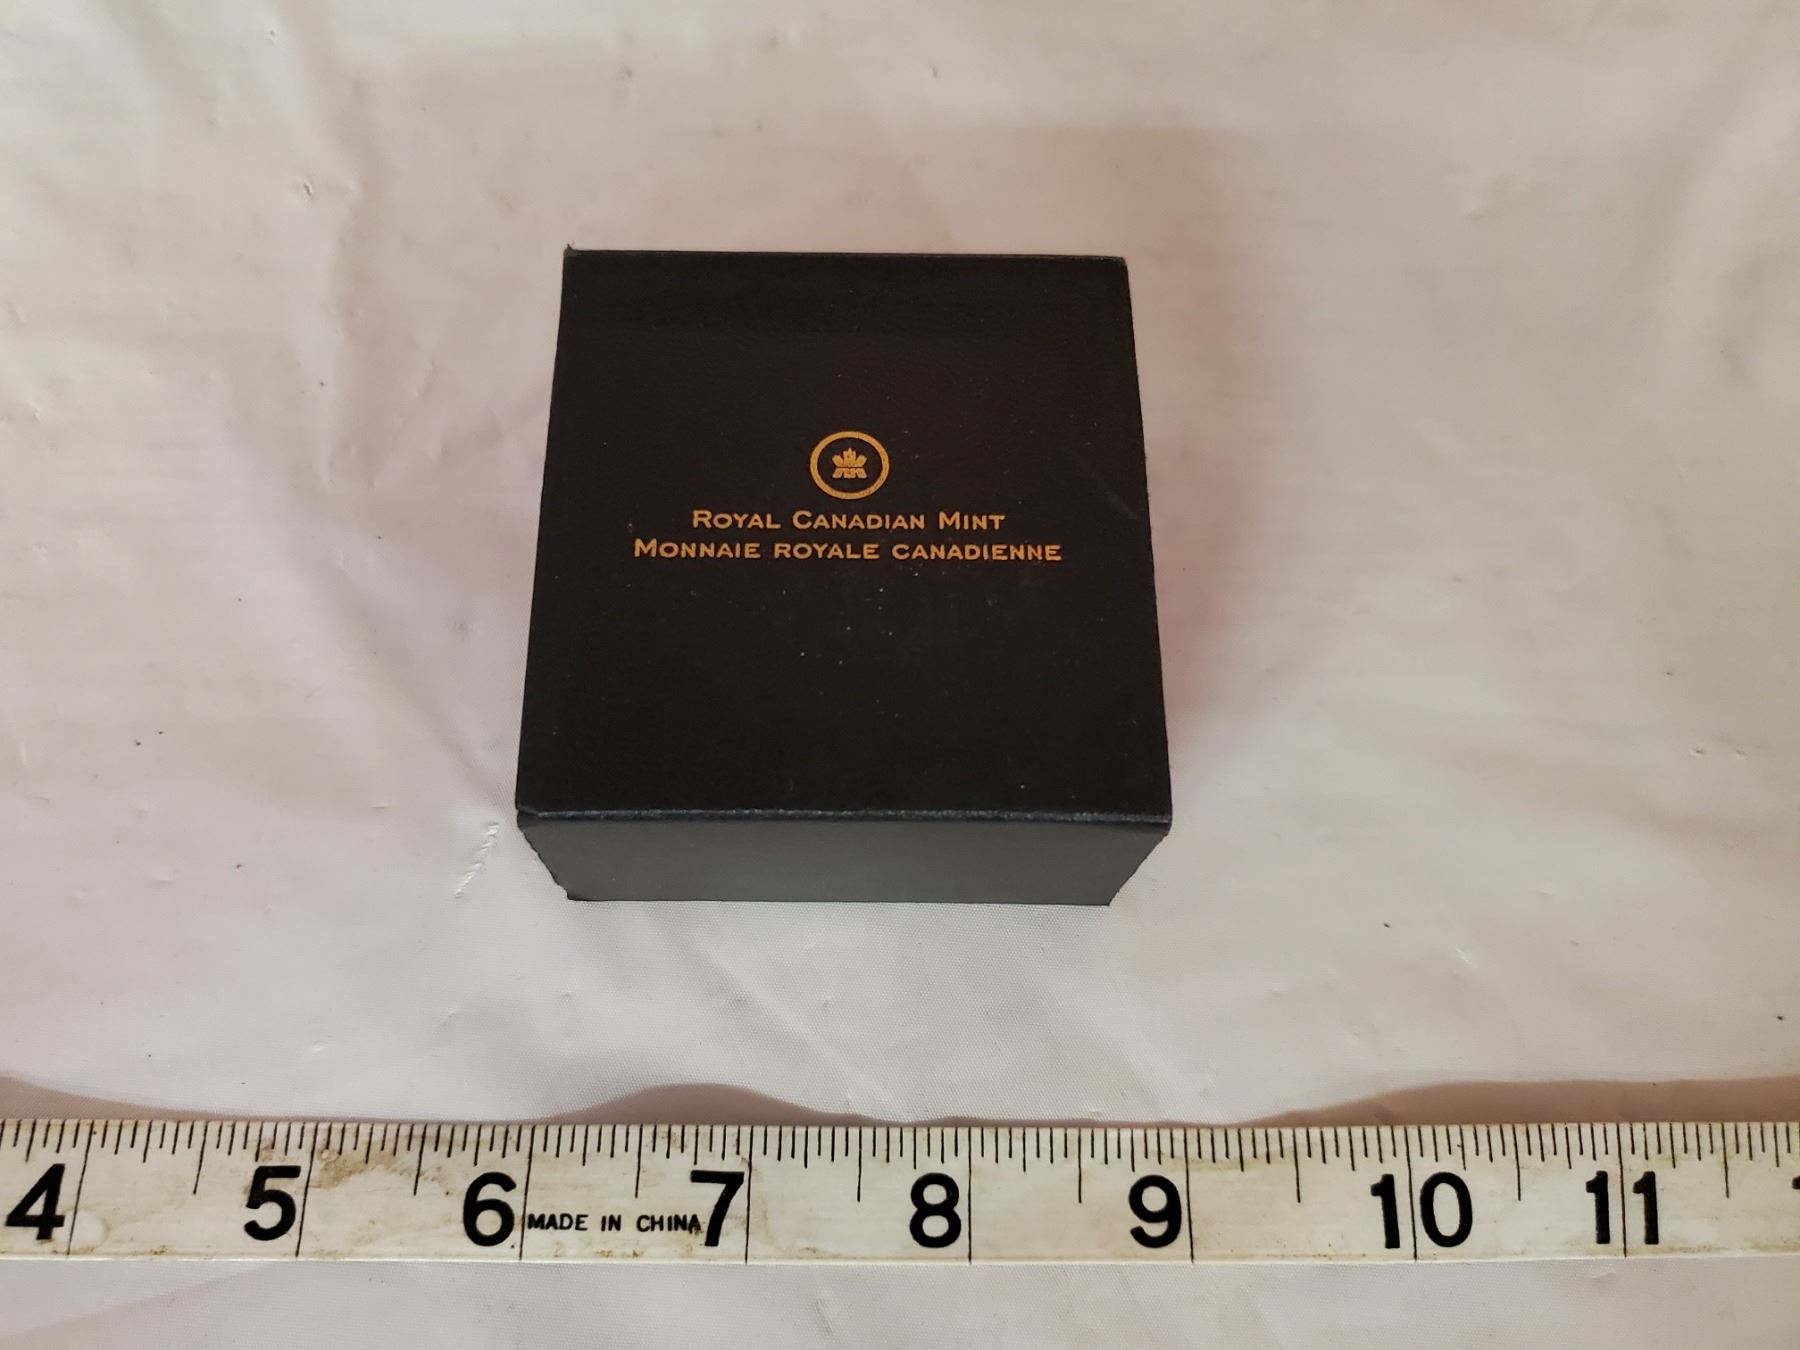 ROYAL CANADIAN MINT
MONNAIE ROYALE CANADIENNE
4 5 6 MADE IN CHINA 7 8 9 10 11